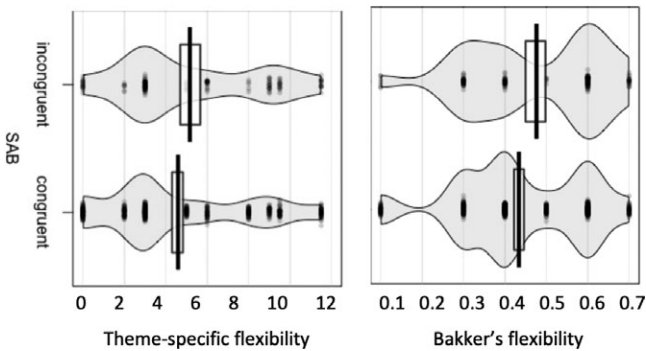 incongruent
SAB
congruent
0 2 4 6 8 10 12
Theme-specific flexibility
0.1 0.2 0.3 0.4 0.5 0.6 0.7
Bakker's flexibility